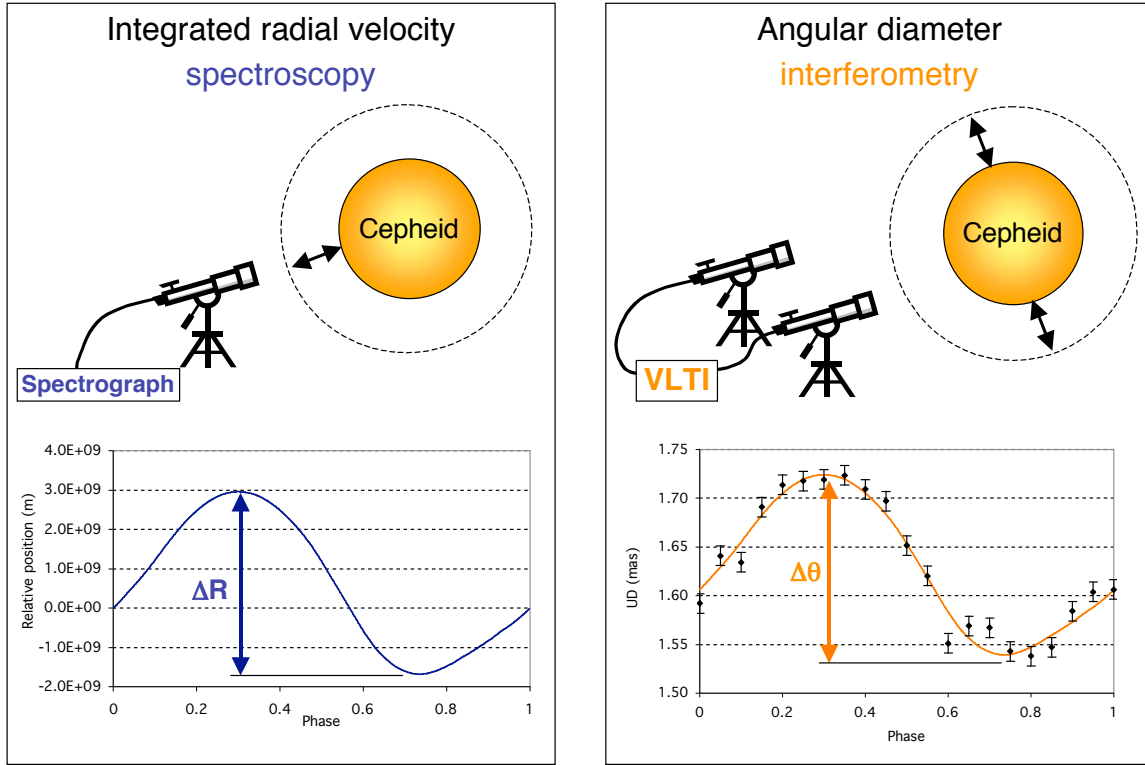 Integrated radial velocity
spectroscopy
Cepheid
Spectrograph
4.0E+09
3.0E+09
2.0E+09
1.0E+09
0.0E+00
-1.0E+09
-2.0E+09
Relative position (m)
ΔR
0
0.2
0.4
0.6
0.8
1
Phase
Angular diameter
interferometry
Cepheid
VLTI
1.75
1.70
1.65
1.60
1.55
1.50
UD (mas)
Δθ
0
0.2
0.4
0.6
0.8
1
Phase